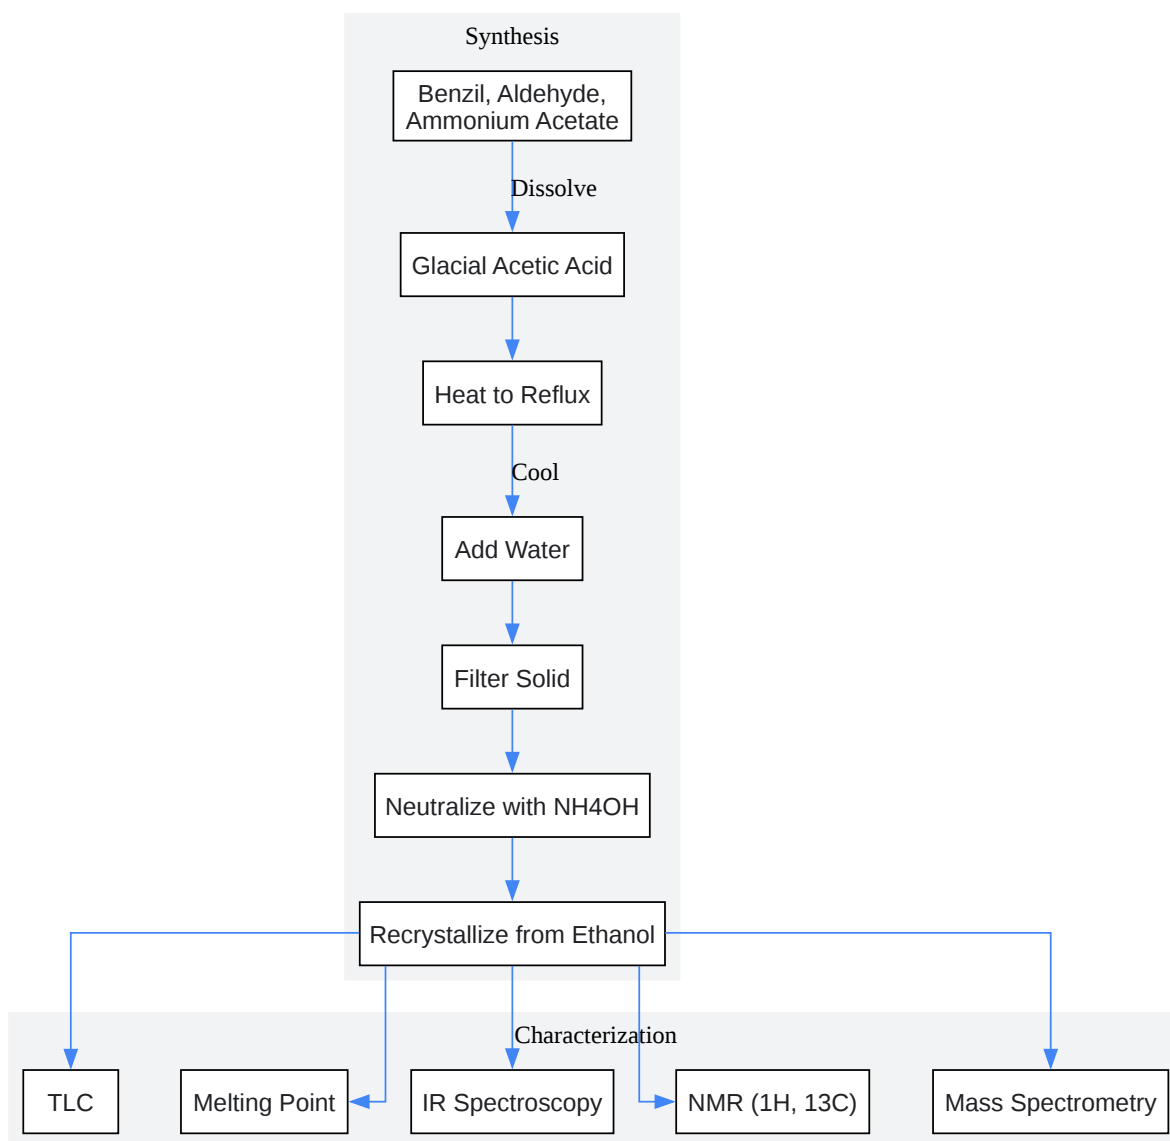 Synthesis
Benzil, Aldehyde,
Ammonium Acetate
Dissolve
Glacial Acetic Acid
Heat to Reflux
Cool
Add Water
Filter Solid
Neutralize with NH4OH
Recrystallize from Ethanol
Characterization
TLC
Melting Point
IR Spectroscopy
NMR (1H, 13C)
Mass Spectrometry